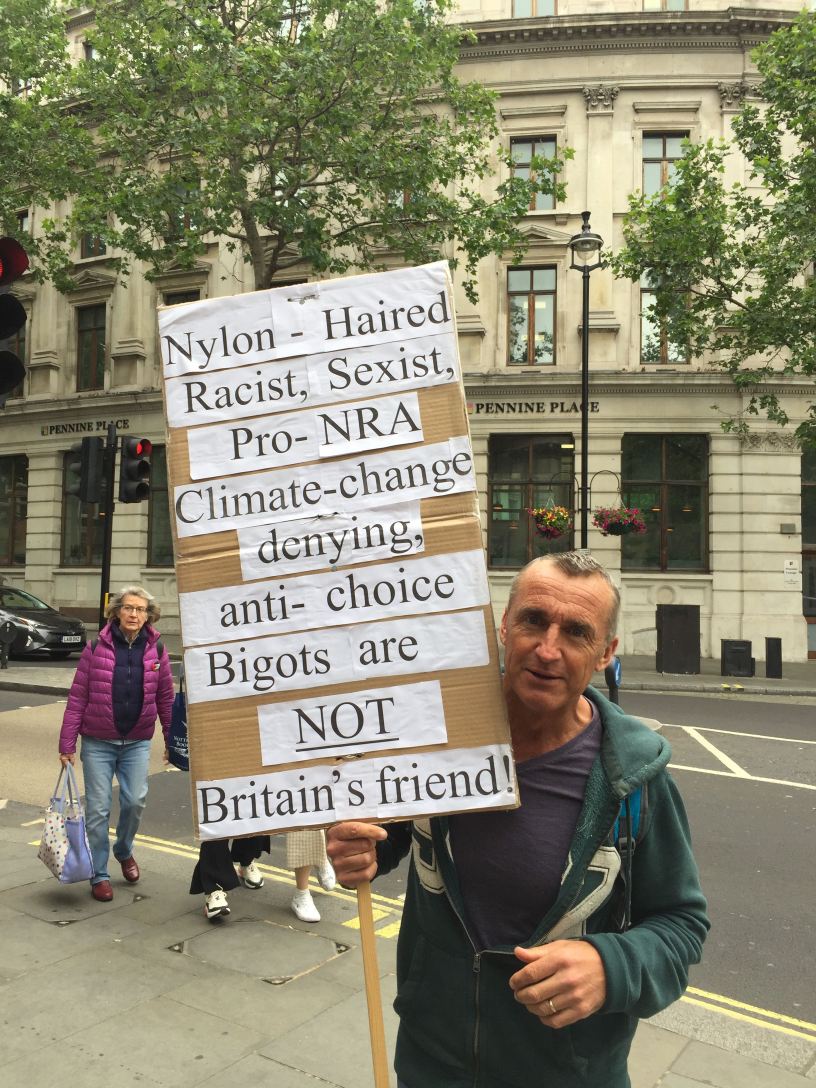 Nylon - Haired
Racist, Sexist,
Pro- NRA
Climate-change
denying,
anti- choice
Bigots are
NOT
Britain's friend!
PENNINE PLACE
PENNINE PLACE